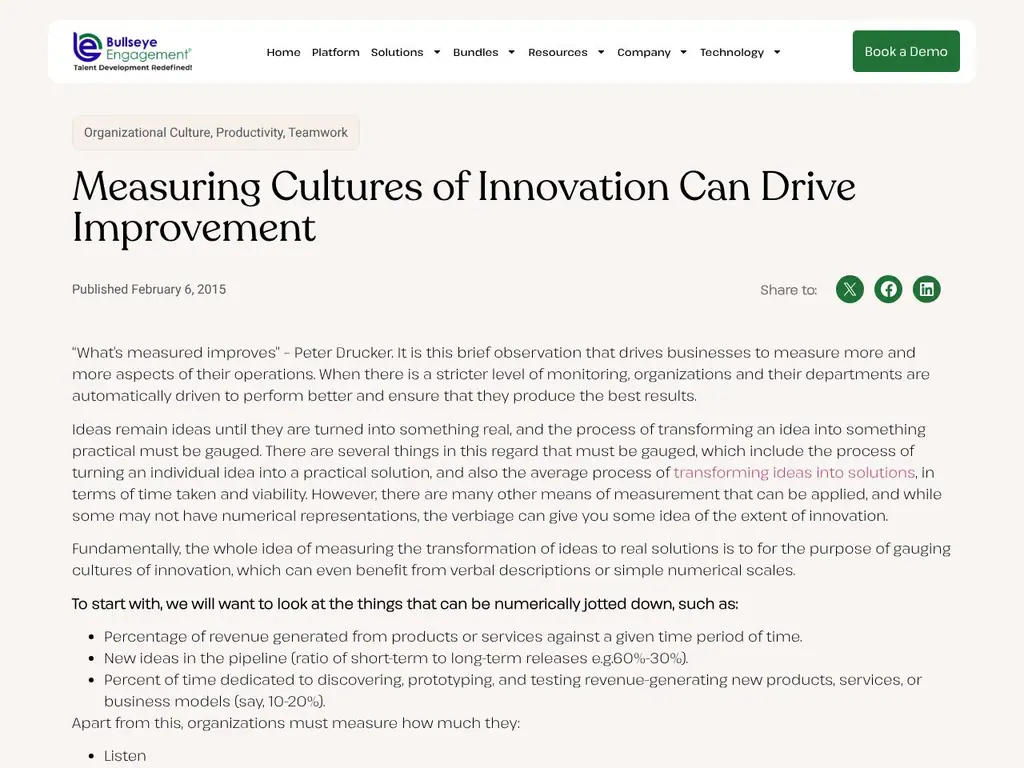 Bullseye
Engagement®
Talent Development Redefined!
Home Platform Solutions Bundles Resources Company Technology
Book a Demo
Organizational Culture, Productivity, Teamwork
Measuring Cultures of Innovation Can Drive
Improvement
Published February 6, 2015
Share to:
“What’s measured improves” – Peter Drucker. It is this brief observation that drives businesses to measure more and
more aspects of their operations. When there is a stricter level of monitoring, organizations and their departments are
automatically driven to perform better and ensure that they produce the best results.
Ideas remain ideas until they are turned into something real, and the process of transforming an idea into something
practical must be gauged. There are several things in this regard that must be gauged, which include the process of
turning an individual idea into a practical solution, and also the average process of transforming ideas into solutions, in
terms of time taken and viability. However, there are many other means of measurement that can be applied, and while
some may not have numerical representations, the verbiage can give you some idea of the extent of innovation.
Fundamentally, the whole idea of measuring the transformation of ideas to real solutions is to for the purpose of gauging
cultures of innovation, which can even benefit from verbal descriptions or simple numerical scales.
To start with, we will want to look at the things that can be numerically jotted down, such as:
• Percentage of revenue generated from products or services against a given time period of time.
• New ideas in the pipeline (ratio of short-term to long-term releases e.g.60%-30%).
• Percent of time dedicated to discovering, prototyping, and testing revenue-generating new products, services, or
business models (say, 10-20%).
Apart from this, organizations must measure how much they:
• Listen